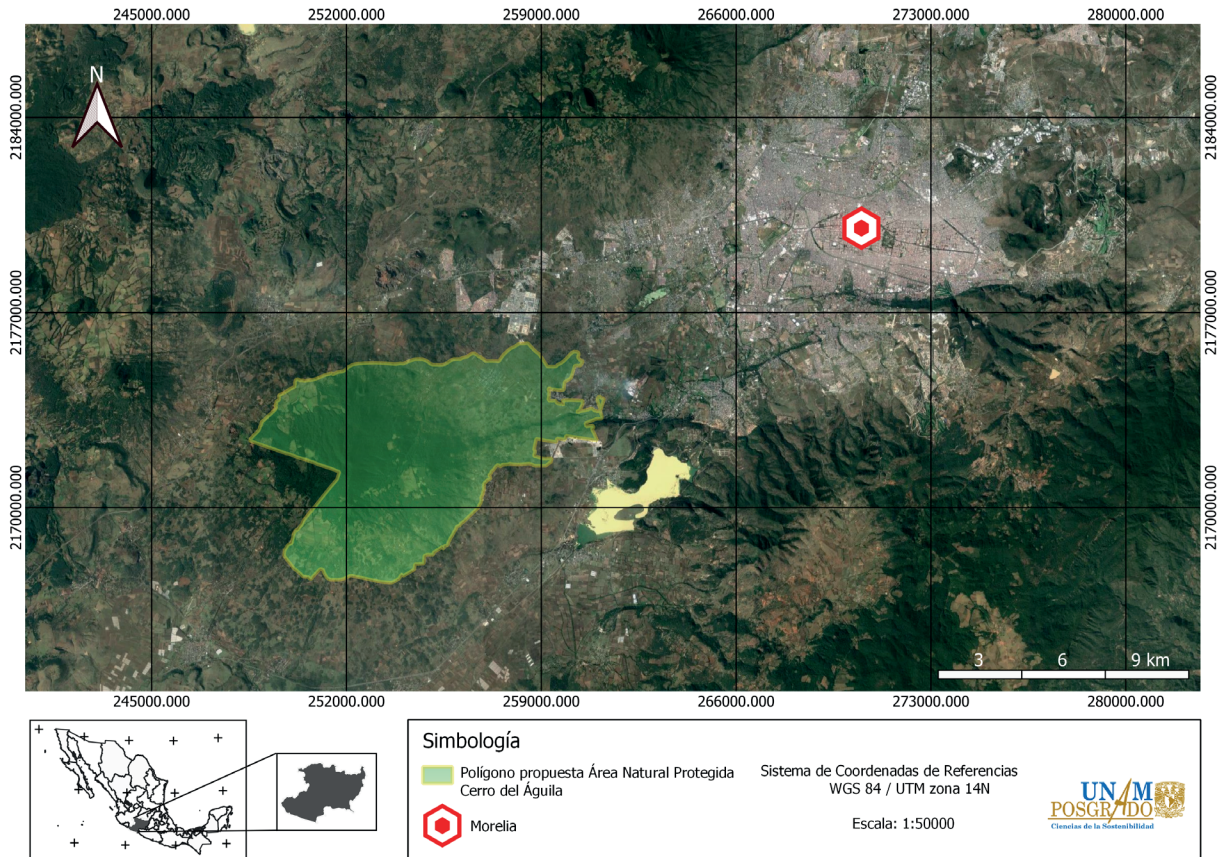 245000.000 252000.000 259000.000 266000.000 273000.000 280000.000
N
2184000.000 2184000.000
2177000.000 2177000.000
2170000.000 2170000.000
3 6 9 km
245000.000 252000.000 259000.000 266000.000 273000.000 280000.000
Simbología
Polígono propuesta Área Natural Protegida
Cerro del Águila
Morelia
Sistema de Coordenadas de Referencias
WGS 84 / UTM zona 14N
Escala: 1:50000
UNAM
POSGRADO
Ciencias de la Sostenibilidad